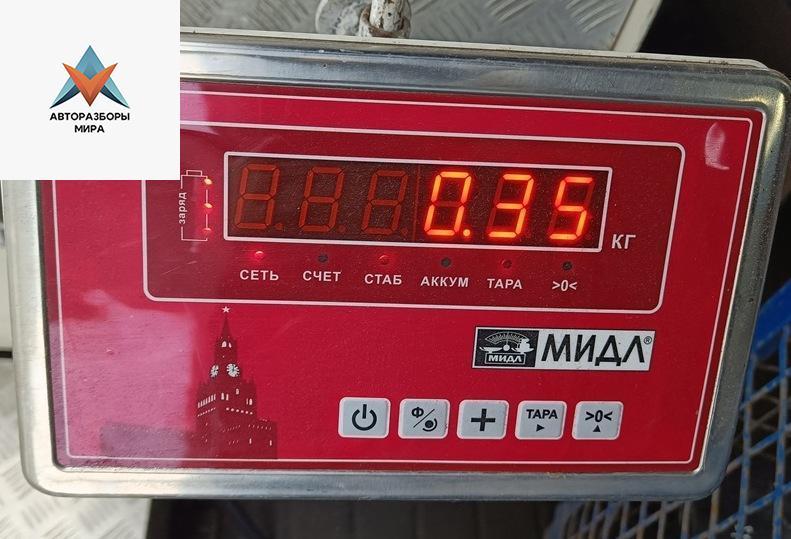 АВТОРАЗБОРЫ
МИРА
заряд
0.35
КГ
СЕТЬ СЧЕТ СТАБ АККУМ ТАРА >0<
МИДЛ
МИДЛ®
Ф
ТАРА
>0<